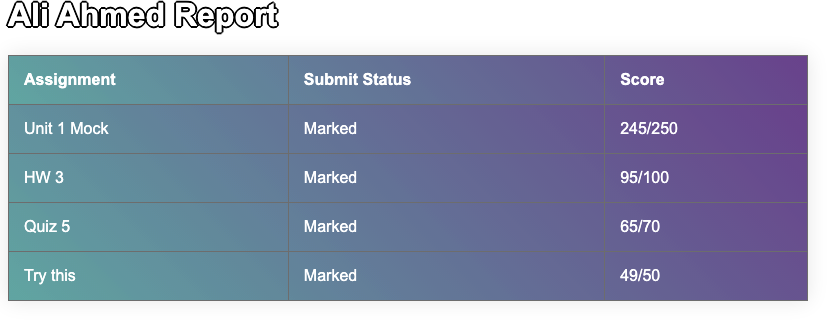 Ali Ahmed Report
Assignment Submit Status Score
Unit 1 Mock Marked 245/250
HW 3 Marked 95/100
Quiz 5 Marked 65/70
Try this Marked 49/50